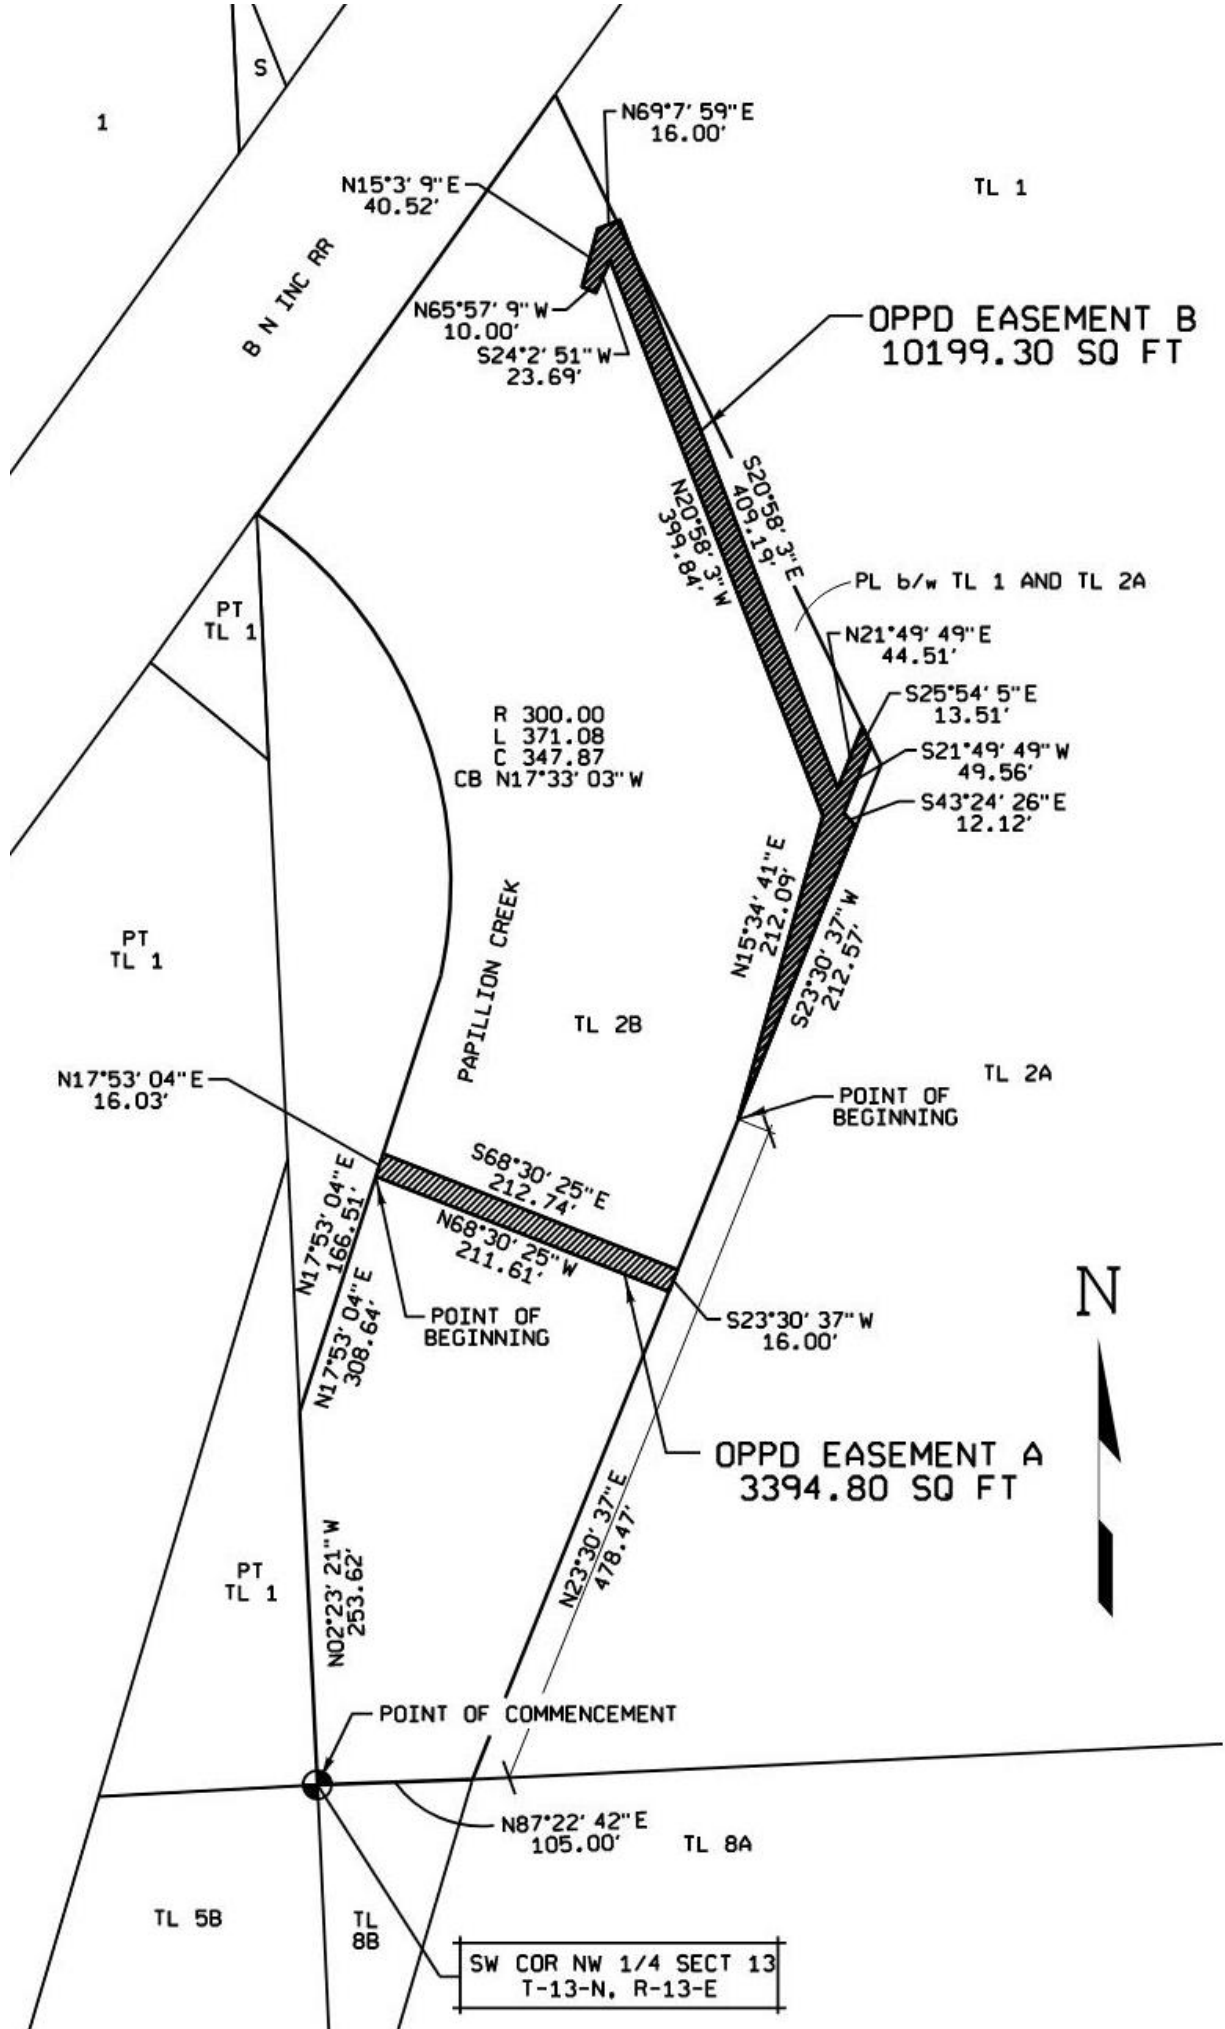 S
1
N69°7'59"E
16.00'
N15°3'9"E
40.52'
TL 1
B N INC RR
N65°57'9"W
10.00'
S24°2'51"W
23.69'
OPPD EASEMENT B
10199.30 SQ FT
S20°58'3"E
409.19'
N20°58'3"W
399.84'
PL b/w TL 1 AND TL 2A
PT
TL 1
N21°49'49"E
44.51'
S25°54'5"E
13.51'
R 300.00
L 371.08
C 347.87
CB N17°33'03"W
S21°49'49"W
49.56'
S43°24'26"E
12.12'
N15°34'41"E
212.09'
S23°30'37"W
212.57'
PT
TL 1
PAPILLION CREEK
TL 2B
TL 2A
N17°53'04"E
16.03'
POINT OF
BEGINNING
S68°30'25"E
212.74'
N68°30'25"W
211.61'
N17°53'04"E
166.51'
N17°53'04"E
308.64'
POINT OF
BEGINNING
S23°30'37"W
16.00'
N
OPPD EASEMENT A
3394.80 SQ FT
N23°30'37"E
478.47'
PT
TL 1
N02°23'21"W
253.62'
POINT OF COMMENCEMENT
N87°22'42"E
105.00'
TL 8A
TL 5B
TL
8B
SW COR NW 1/4 SECT 13
T-13-N, R-13-E